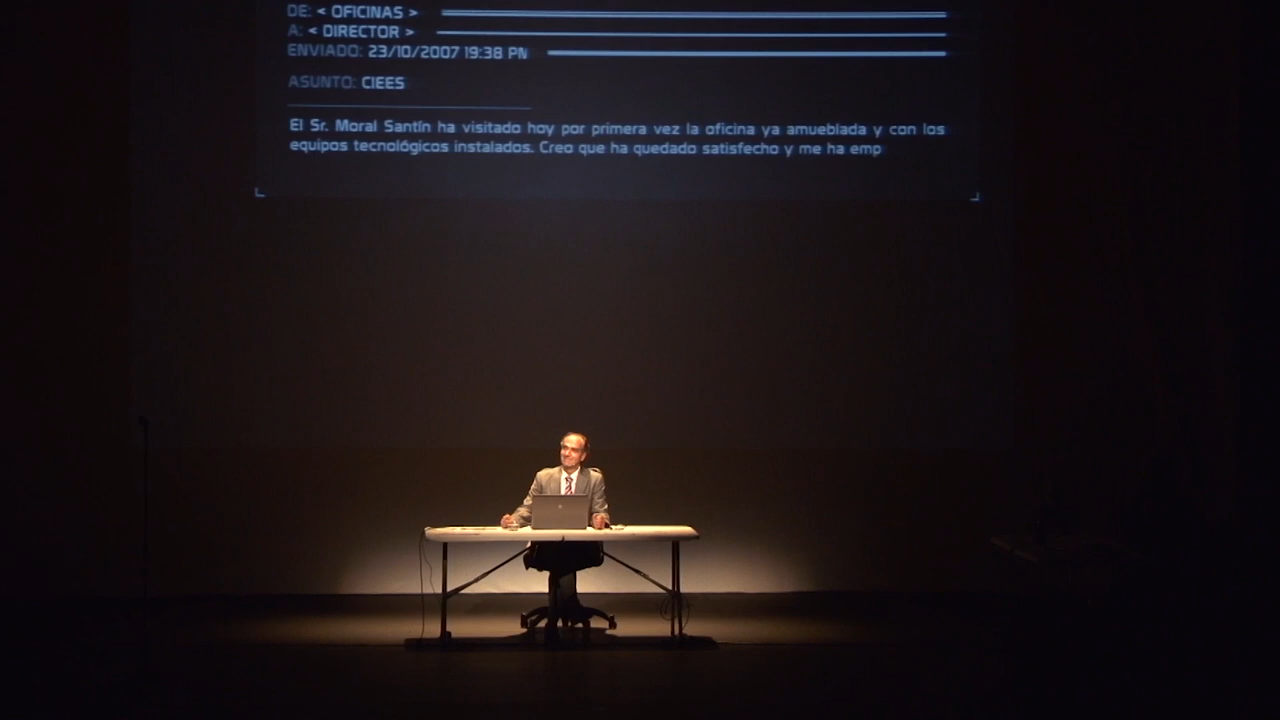 DE: < OFICINAS >
A: < DIRECTOR >
ENVIADO: 23/10/2007 19:38 PM
ASUNTO: CIEES
El Sr. Moral Santín ha visitado hoy por primera vez la oficina ya amueblada y con los
equipos tecnológicos instalados. Creo que ha quedado satisfecho y me ha emp